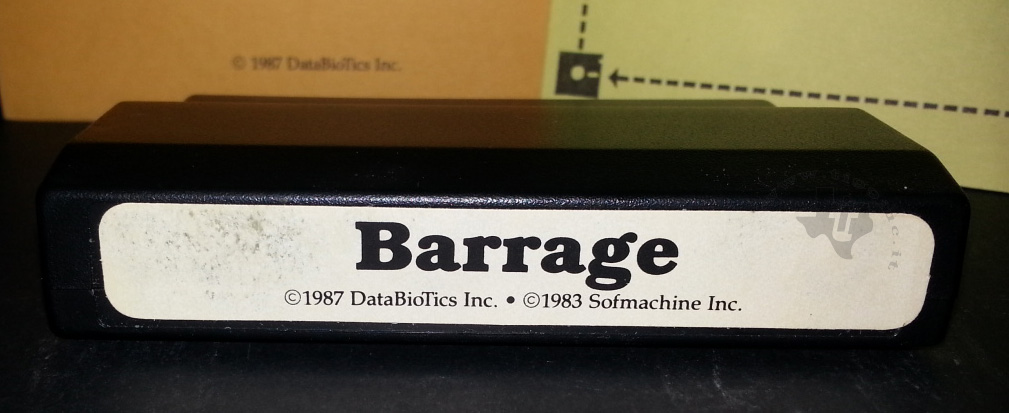 © 1987 DataBioTics Inc.
Barrage
©1987 DataBioTics Inc. • ©1983 Sofmachine Inc.